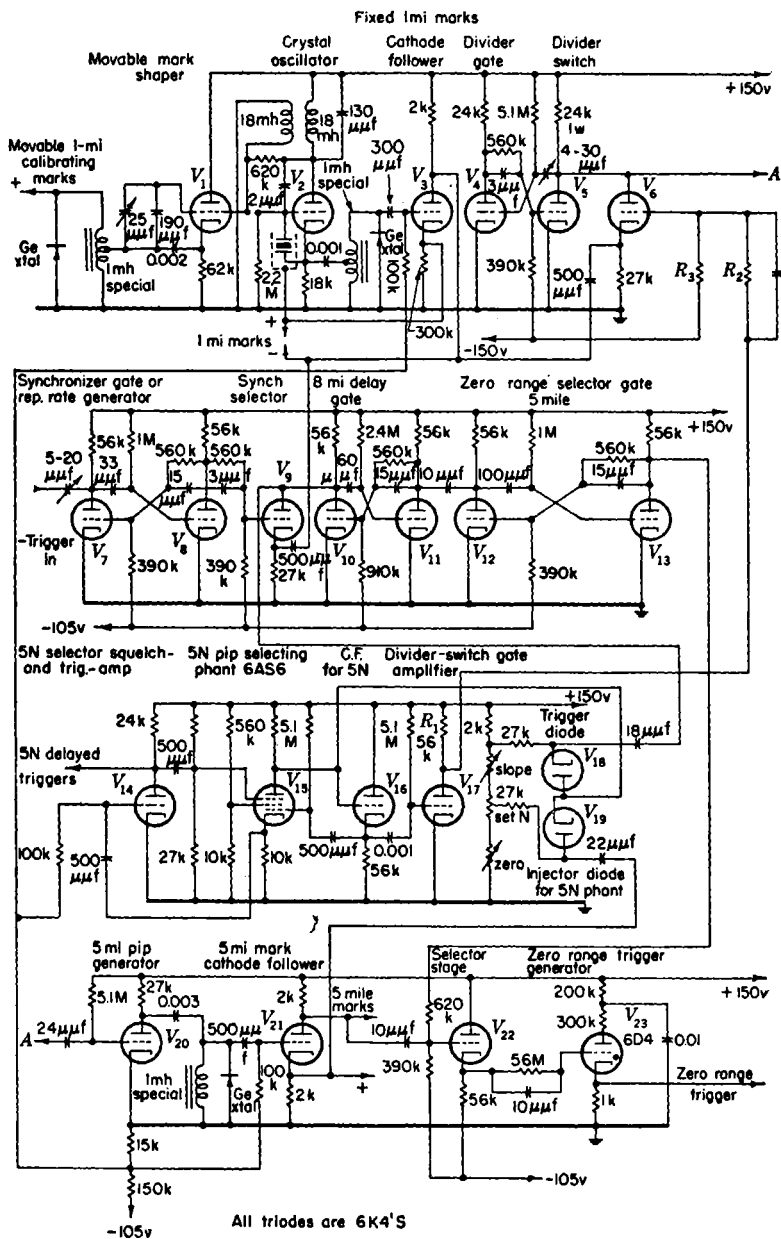 Fixed 1mi marks
Movable mark
shaper
Crystal
oscillator
Cathode
follower
Divider
gate
Divider
switch
+150v
2k
24k
5.1M
24k
1w
18mh
18
mh
130
μμf
560
k
4-30
μμf
Movable 1-mi
calibrating
marks
+
V1
620
k
2μμf
V2
1mh
special
300
μμf
V3
V4
3μμ
f
V5
V6
A
25
μμf
190
μμf
0.002
Ge
xtal
1mh
special
62k
22
M
0.001
18k
Ge
xtal
100k
300k
390k
500
μμf
27k
R3
R2
+
1 mi marks
-
-150v
Synchronizer gate or
rep. rate generator
Synch
selector
8 mi delay
gate
Zero range selector gate
5 mile
+150v
56k
1M
56k
560k
560
k
56
k
2.4M
56k
56k
1M
560k
56k
5-20
μμf
33
μμf
15
μμf
3μμf
V9
60
μμf
560k
15μμf
10μμf
100μμf
15μμf
-Trigger
in
V7
V8
V10
V11
V12
V13
390k
390
k
500μμ
f
27k
910k
390k
-105v
5N selector squelch-
and trig.-amp
5N pip selecting
phant 6AS6
C.F.
for 5N
Divider-switch gate
amplifier
+150v
24k
560
k
5.1
M
5.1
M
R1
56
k
2k
27k
Trigger
diode
18μμf
5N delayed
triggers
500
μμf
V14
V15
V16
V17
slope
V18
27k
set N
V19
100k
500
μμf
27k
10k
10k
500μμf
0.001
56k
zero
22μμf
Injector diode
for 5N phant
5 mi pip
generator
5mi mark
cathode follower
Selector
stage
Zero range trigger
generator
+150v
5.1M
27k
0.003
2k
5 mile
marks
620
k
200k
300k
V23
6D4
0.01
A
24μμf
V20
500μμ
f
V21
10μμf
V22
1mh
special
Ge
xtal
100
k
2k
+
390k
56M
10μμf
56k
1k
Zero range
trigger
15k
150k
-105v
-105v
All triodes are 6K4'S